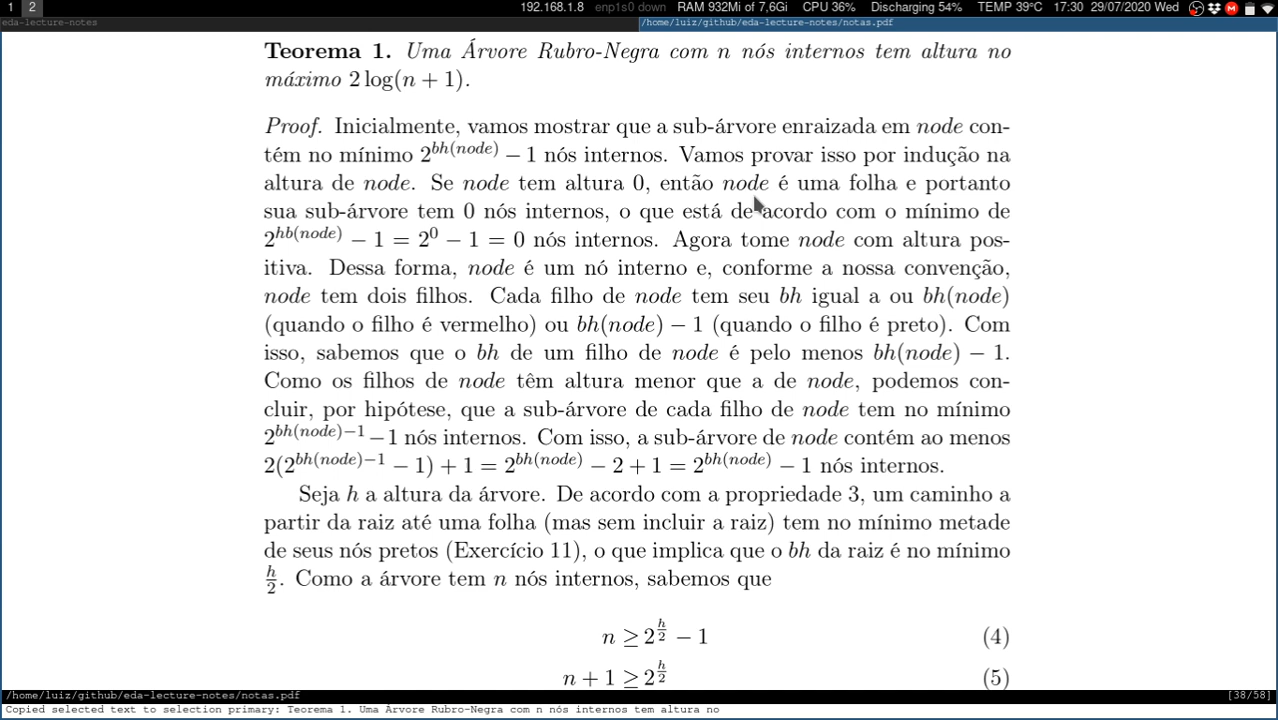 1 2 192.168.1.8 enp1s0 down RAM 932Mi of 7,6Gi CPU 36% Discharging 54% TEMP 39°C 17:30 29/07/2020 Wed
eda-lecture-notes /home/luiz/github/eda-lecture-notes/notas.pdf
Teorema 1. Uma Árvore Rubro-Negra com n nós internos tem altura no
máximo 2 log(n + 1).
Proof. Inicialmente, vamos mostrar que a sub-árvore enraizada em node con-
tém no mínimo 2^{bh(node)} − 1 nós internos. Vamos provar isso por indução na
altura de node. Se node tem altura 0, então node é uma folha e portanto
sua sub-árvore tem 0 nós internos, o que está de acordo com o mínimo de
2^{hb(node)} − 1 = 2^0 − 1 = 0 nós internos. Agora tome node com altura pos-
itiva. Dessa forma, node é um nó interno e, conforme a nossa convenção,
node tem dois filhos. Cada filho de node tem seu bh igual a ou bh(node)
(quando o filho é vermelho) ou bh(node) − 1 (quando o filho é preto). Com
isso, sabemos que o bh de um filho de node é pelo menos bh(node) − 1.
Como os filhos de node têm altura menor que a de node, podemos con-
cluir, por hipótese, que a sub-árvore de cada filho de node tem no mínimo
2^{bh(node)−1} − 1 nós internos. Com isso, a sub-árvore de node contém ao menos
2(2^{bh(node)−1} − 1) + 1 = 2^{bh(node)} − 2 + 1 = 2^{bh(node)} − 1 nós internos.
Seja h a altura da árvore. De acordo com a propriedade 3, um caminho a
partir da raiz até uma folha (mas sem incluir a raiz) tem no mínimo metade
de seus nós pretos (Exercício 11), o que implica que o bh da raiz é no mínimo
h/2. Como a árvore tem n nós internos, sabemos que
n ≥ 2^{h/2} − 1 (4)
n + 1 ≥ 2^{h/2} (5)
/home/luiz/github/eda-lecture-notes/notas.pdf [38/58]
Copied selected text to selection primary: Teorema 1. Uma Árvore Rubro-Negra com n nós internos tem altura no